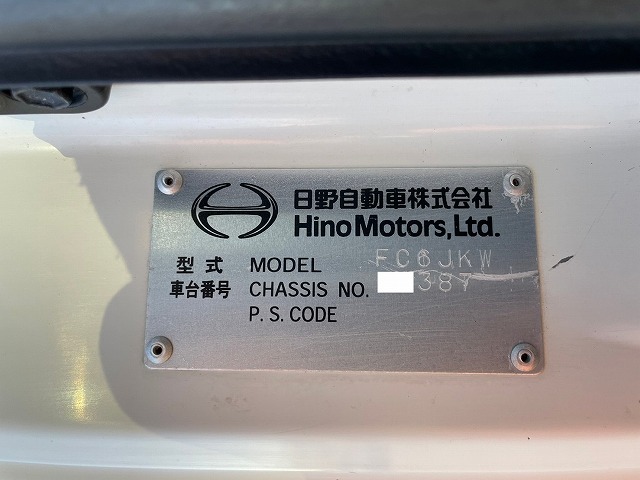 日野自動車株式会社
Hino Motors, Ltd.
型式 MODEL FC6JKW
車台番号 CHASSIS NO. 387
P.S.CODE